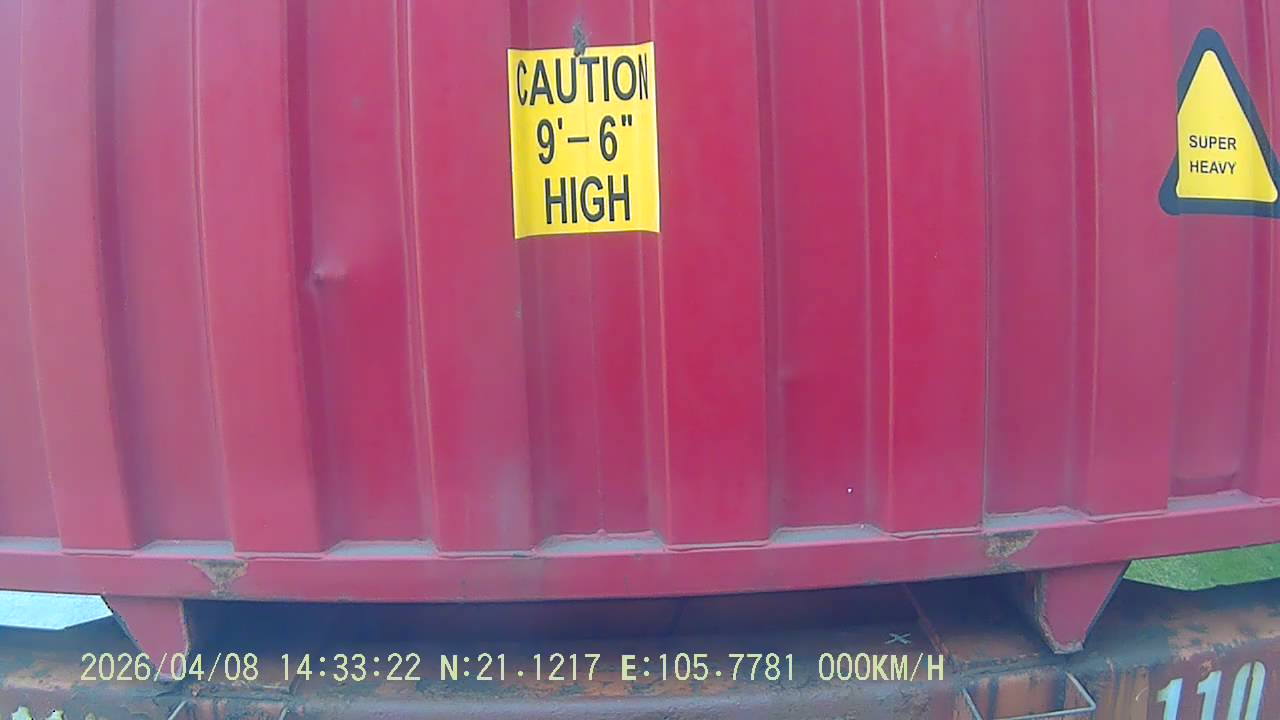 CAUTION
9'-6"
HIGH
SUPER
HEAVY
2026/04/08 14:33:22 N:21.1217 E:105.7781 000KM/H
110